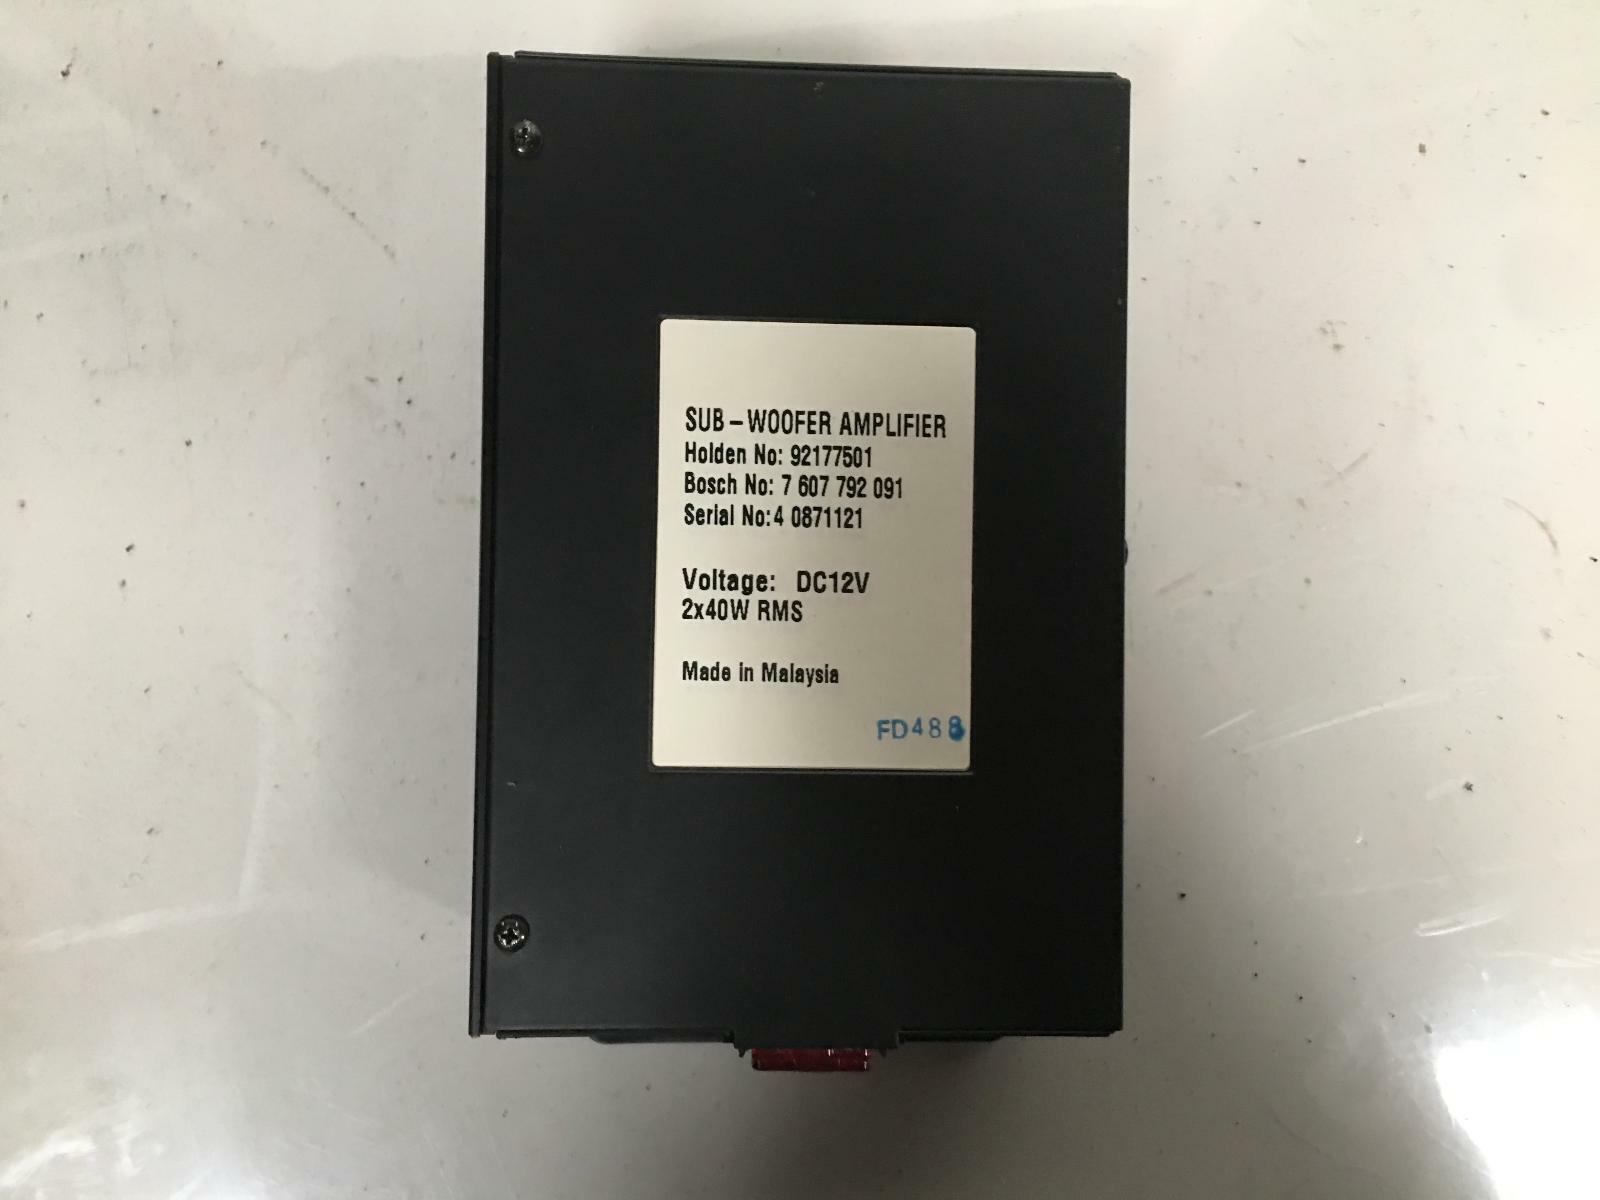 SUB – WOOFER AMPLIFIER
Holden No: 92177501
Bosch No: 7 607 792 091
Serial No: 4 0871121
Voltage: DC12V
2x40W RMS
Made in Malaysia
FD488